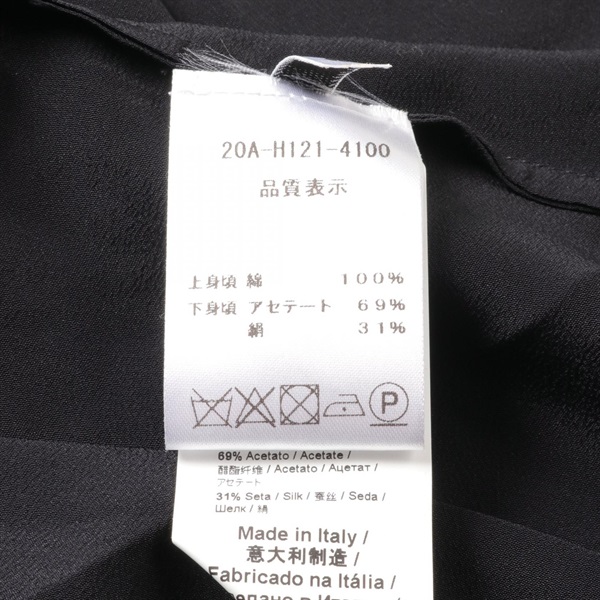 20A-H121-4100
品質表示
上身頃 綿 100%
下身頃 アセテート 69%
絹 31%
P
69% Acetato / Acetate /
醋酯纤维 / Acetato / Ацетат /
アセテート
31% Seta / Silk / 蚕丝 / Seda /
Шелк / 絹
Made in Italy /
意大利制造 /
Fabricado na Itália /